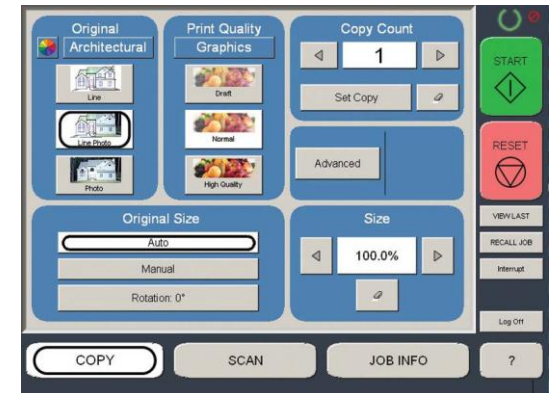 Original
Architectural
Line
Line Photo
Photo
Print Quality
Graphics
Draft
Normal
High Quality
Copy Count
1
Set Copy
Advanced
Original Size
Auto
Manual
Rotation: 0°
Size
100.0%
START
RESET
VIEW LAST
RECALL JOB
Interrupt
Log Off
COPY
SCAN
JOB INFO
?